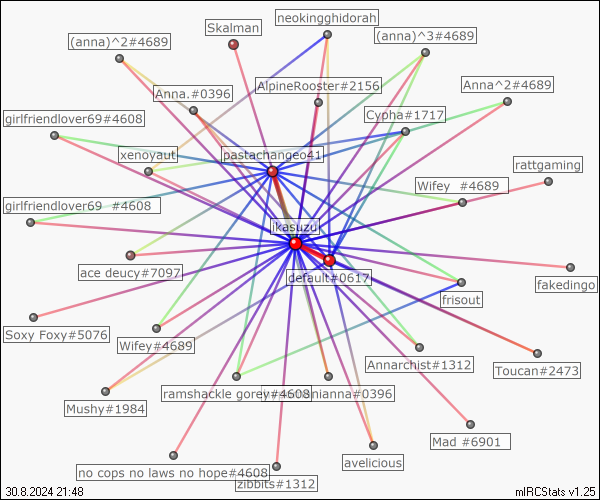 neokingghidorah
Skalman
(anna)^2#4689
(anna)^3#4689
AlpineRooster#2156
Anna^2#4689
Anna.#0396
Cypha#1717
girlfriendlover69#4608
xenoyaut
pastachangeo41
rattgaming
Wifey #4689
girlfriendlover69 #4608
ikasuzu
ace deucy#7097
default#0617
fakedingo
frisout
Soxy Foxy#5076
Wifey#4689
Annarchist#1312
Toucan#2473
ramshackle gorey#4608
nianna#0396
Mushy#1984
Mad #6901
avelicious
no cops no laws no hope#4608
zibbits#1312
30.8.2024 21:48
mIRCStats v1.25